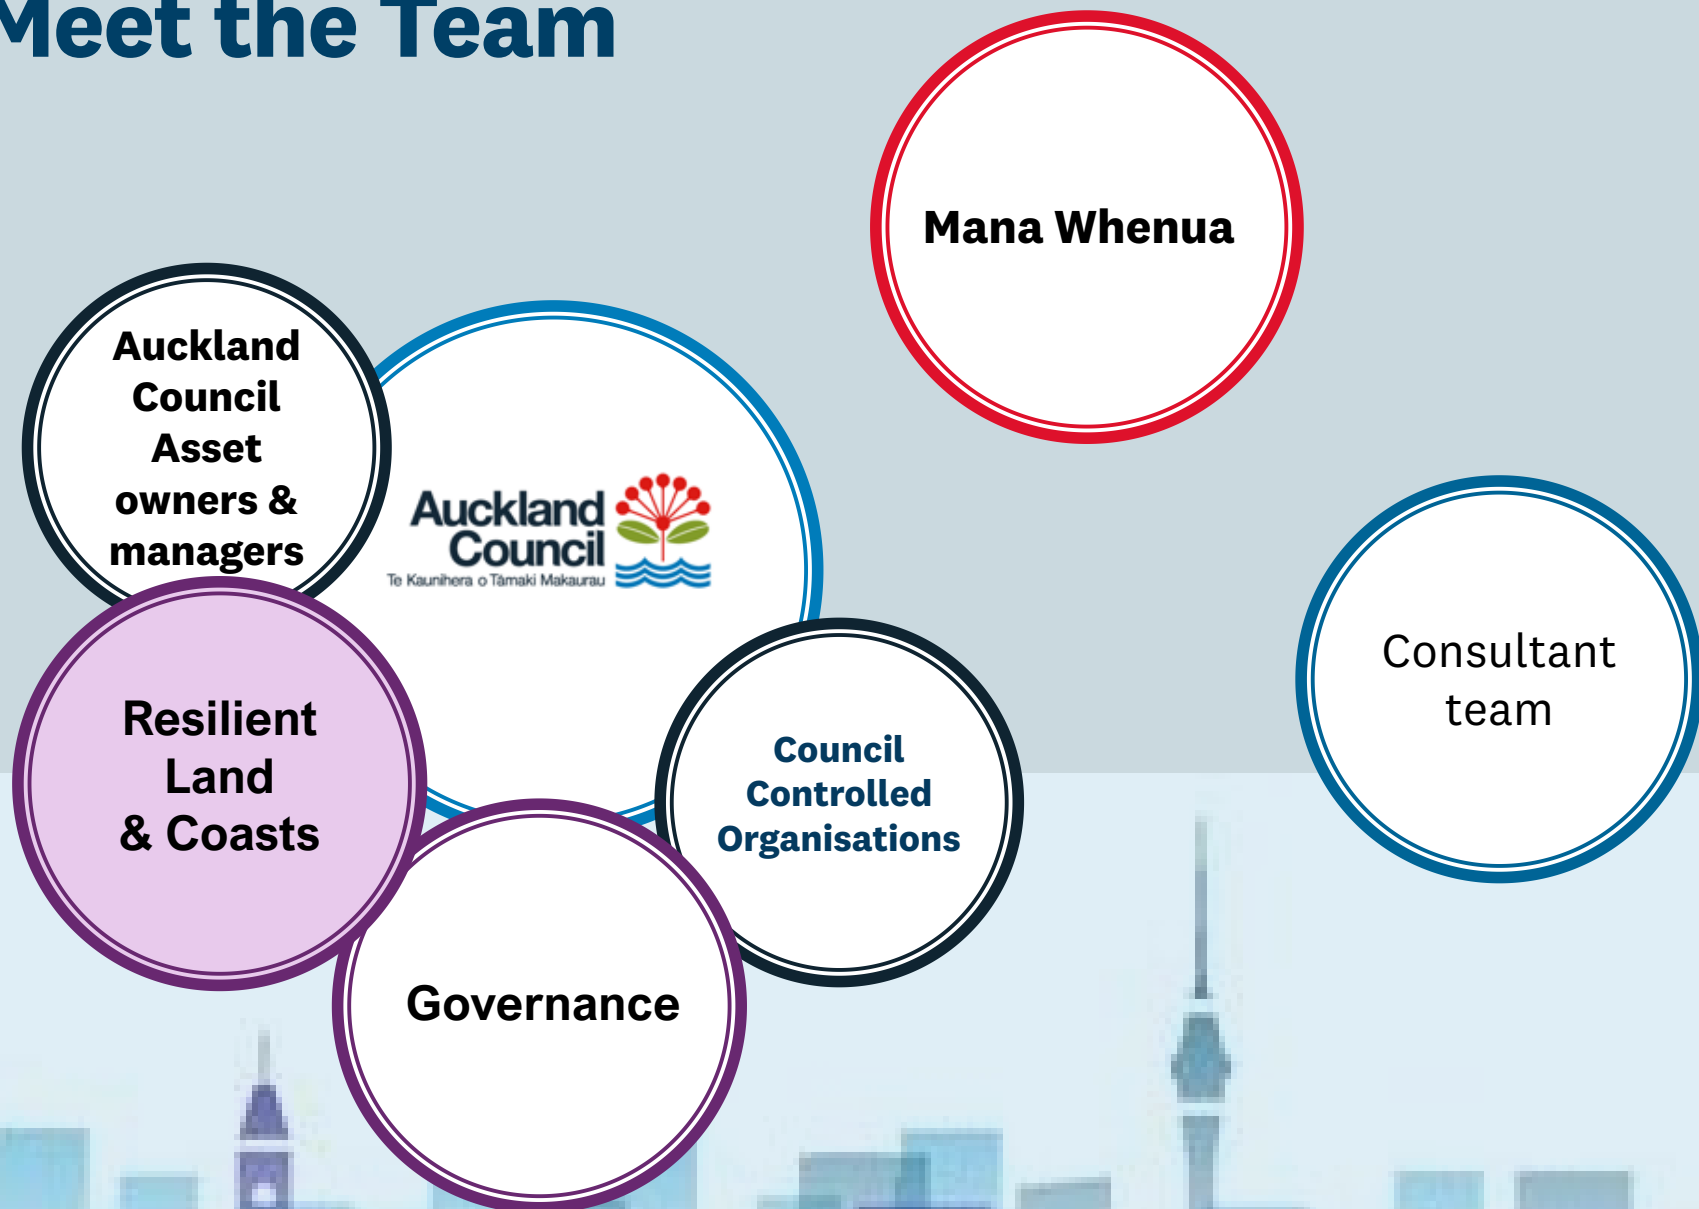 Meet the Team
Mana Whenua
Auckland
Council
Asset
owners &
managers
Auckland
Council
Te Kaunihera o Tāmaki Makaurau
Consultant
team
Resilient
Land
& Coasts
Council
Controlled
Organisations
Governance